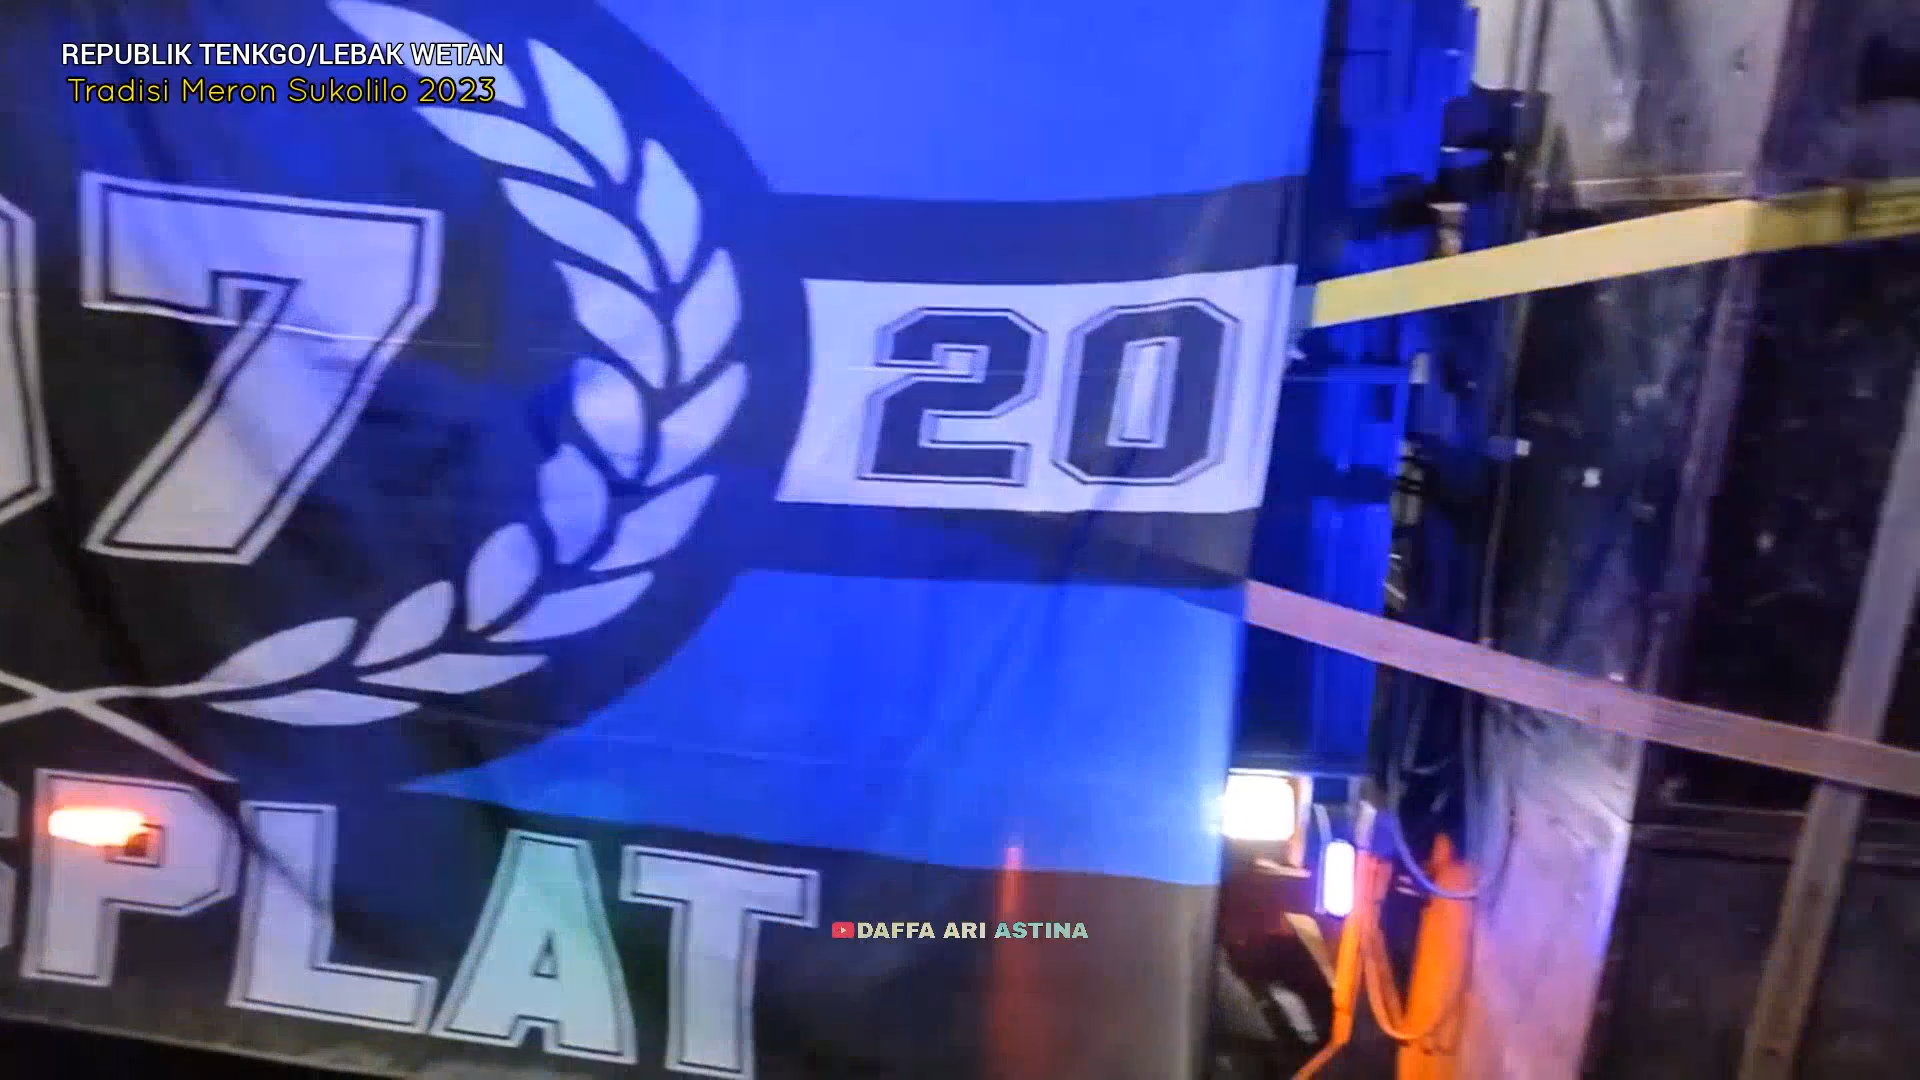 REPUBLIK TENKGO/LEBAK WETAN
Tradisi Meron Sukolilo 2023
7
20
PLAT
DAFFA ARI ASTINA